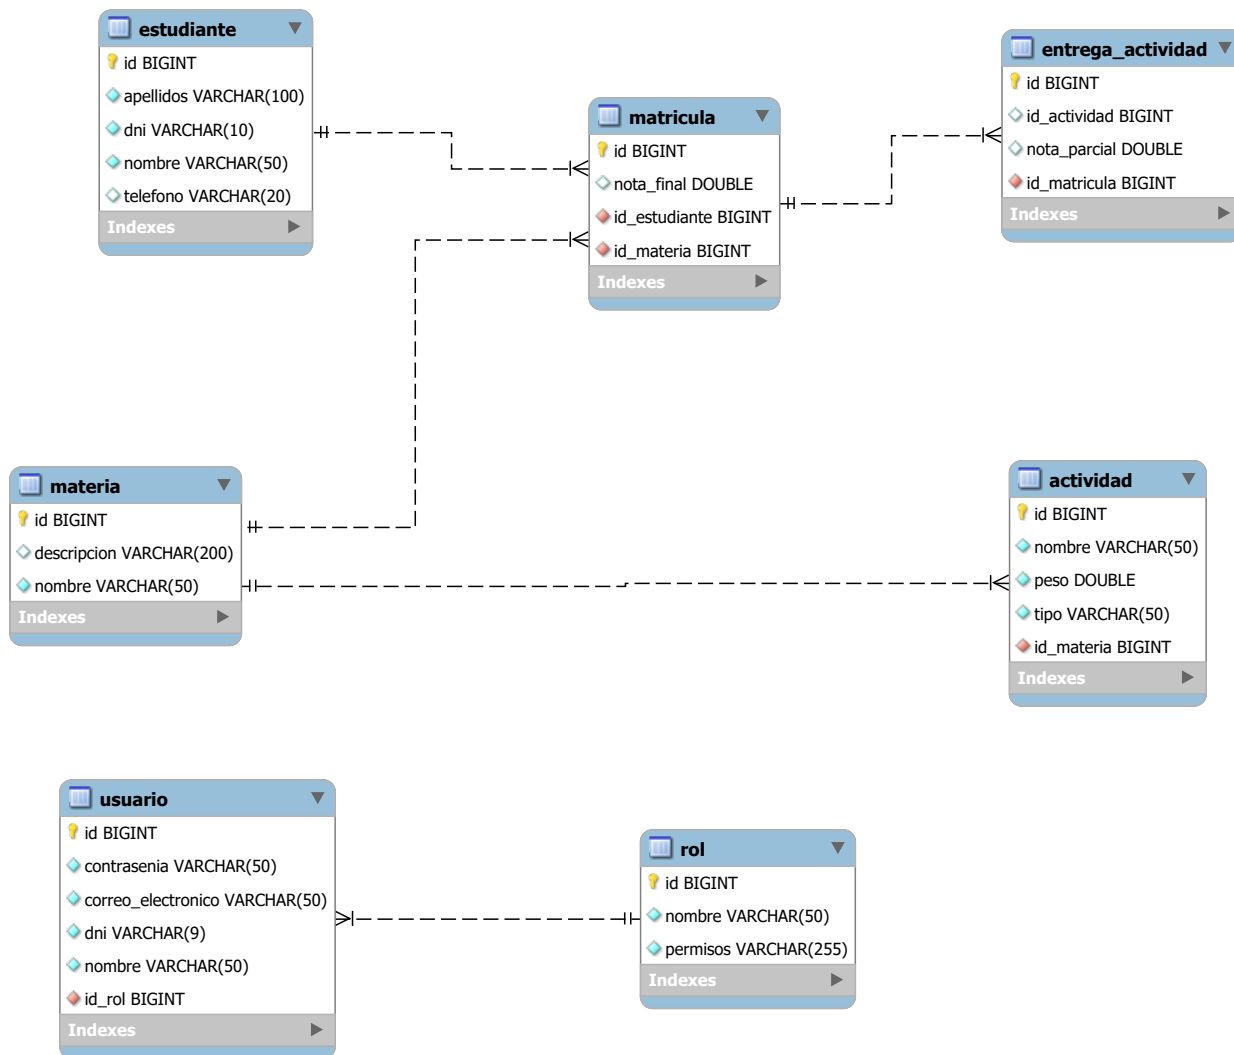 estudiante
id BIGINT
apellidos VARCHAR(100)
dni VARCHAR(10)
nombre VARCHAR(50)
telefono VARCHAR(20)
Indexes
matricula
id BIGINT
nota_final DOUBLE
id_estudiante BIGINT
id_materia BIGINT
Indexes
entrega_actividad
id BIGINT
id_actividad BIGINT
nota_parcial DOUBLE
id_matricula BIGINT
Indexes
materia
id BIGINT
descripcion VARCHAR(200)
nombre VARCHAR(50)
Indexes
actividad
id BIGINT
nombre VARCHAR(50)
peso DOUBLE
tipo VARCHAR(50)
id_materia BIGINT
Indexes
usuario
id BIGINT
contrasenia VARCHAR(50)
correo_electronico VARCHAR(50)
dni VARCHAR(9)
nombre VARCHAR(50)
id_rol BIGINT
Indexes
rol
id BIGINT
nombre VARCHAR(50)
permisos VARCHAR(255)
Indexes